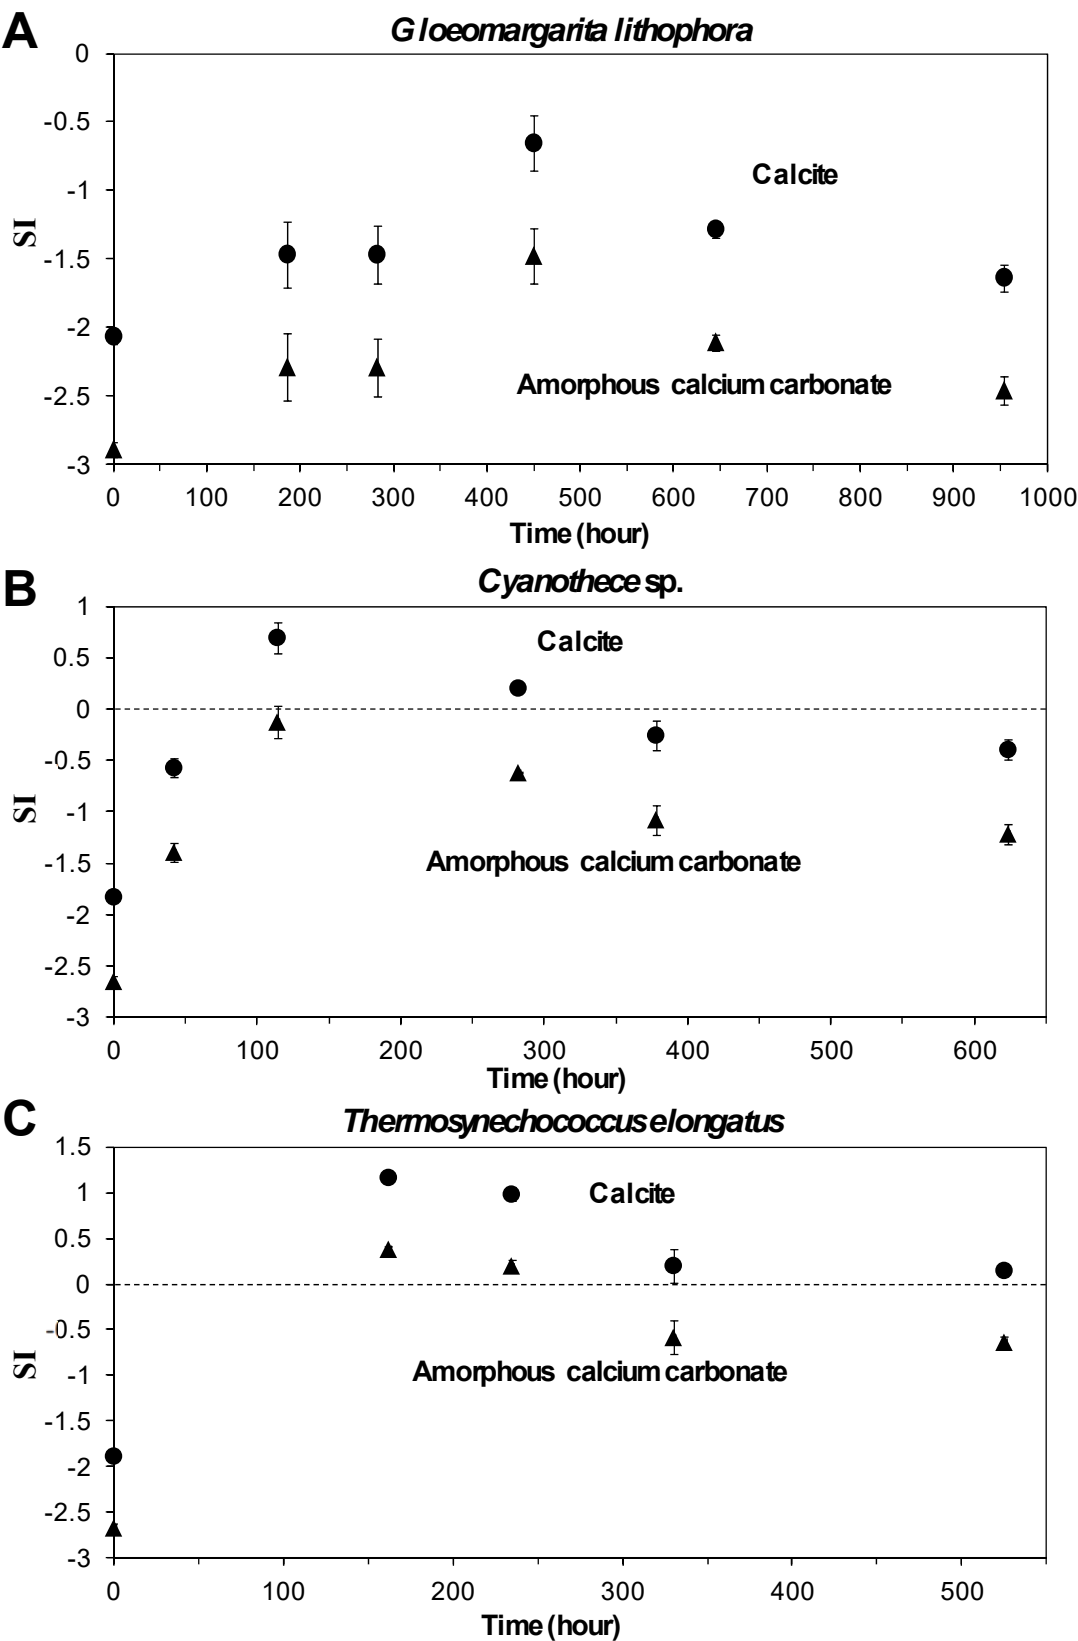 A
Gloeomargarita lithophora
0
-0.5
-1
-1.5
-2
-2.5
-3
SI
Calcite
Amorphous calcium carbonate
0 100 200 300 400 500 600 700 800 900 1000
Time (hour)
B
Cyanothece sp.
1
0.5
0
-0.5
-1
-1.5
-2
-2.5
-3
SI
Calcite
Amorphous calcium carbonate
0 100 200 300 400 500 600
Time (hour)
C
Thermosynechococcus elongatus
1.5
1
0.5
0
-0.5
-1
-1.5
-2
-2.5
-3
SI
Calcite
Amorphous calcium carbonate
0 100 200 300 400 500
Time (hour)